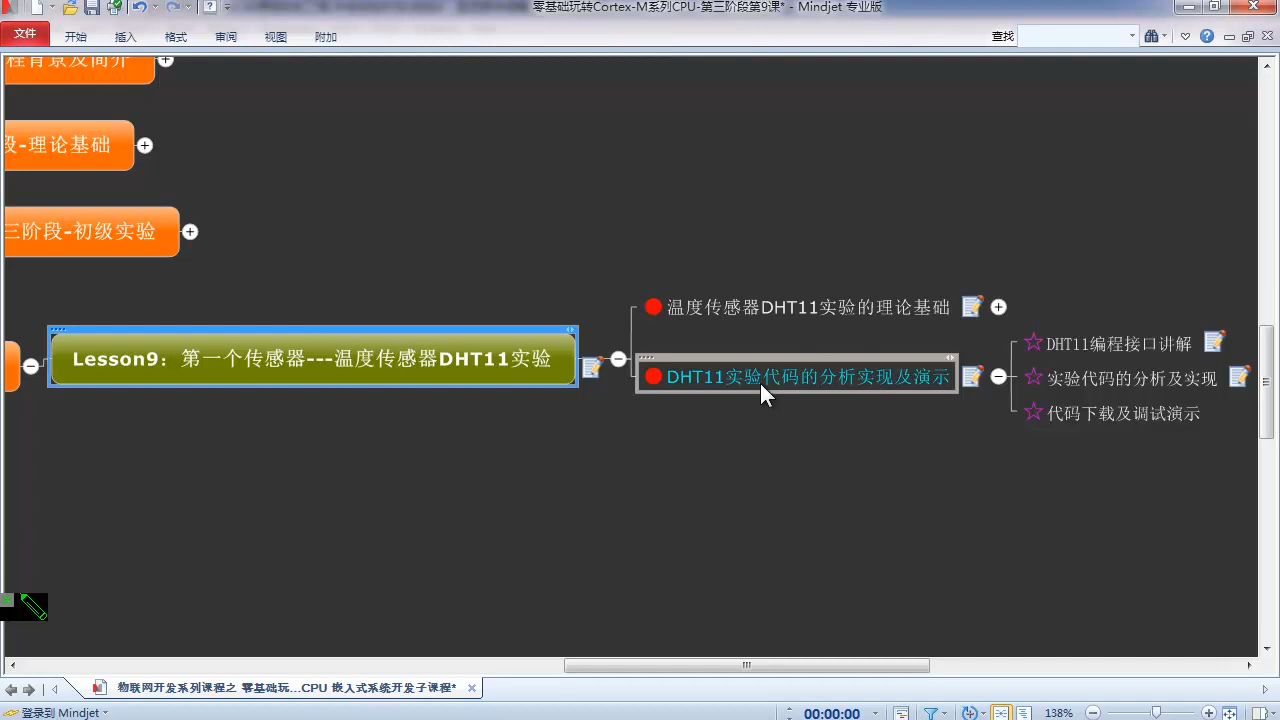 零基础玩转Cortex-M系列CPU-第三阶段第9课* - Mindjet 专业版
文件 开始 插入 格式 审阅 视图 附加 查找
程背景及简介
段-理论基础
三阶段-初级实验
温度传感器DHT11实验的理论基础
DHT11编程接口讲解
Lesson9：第一个传感器---温度传感器DHT11实验
DHT11实验代码的分析实现及演示
实验代码的分析及实现
代码下载及调试演示
物联网开发系列课程之 零基础玩...CPU 嵌入式系统开发子课程*
登录到 Mindjet 00:00:00 138%